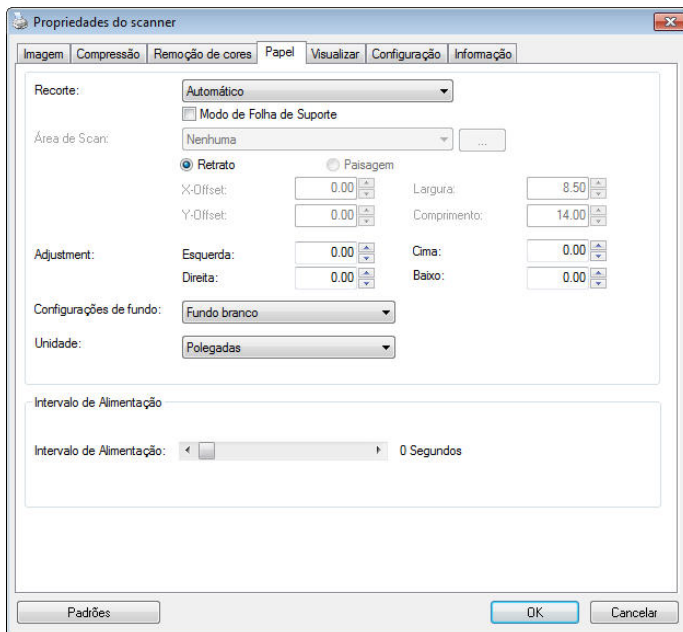 Propriedades do scanner
Imagem Compressão Remoção de cores Papel Visualizar Configuração Informação
Recorte: Automático
Modo de Folha de Suporte
Área de Scan: Nenhuma ...
Retrato Paisagem
X-Offset: 0.00 Largura: 8.50
Y-Offset: 0.00 Comprimento: 14.00
Adjustment: Esquerda: 0.00 Cima: 0.00
Direita: 0.00 Baixo: 0.00
Configurações de fundo: Fundo branco
Unidade: Polegadas
Intervalo de Alimentação
Intervalo de Alimentação: 0 Segundos
Padrões OK Cancelar